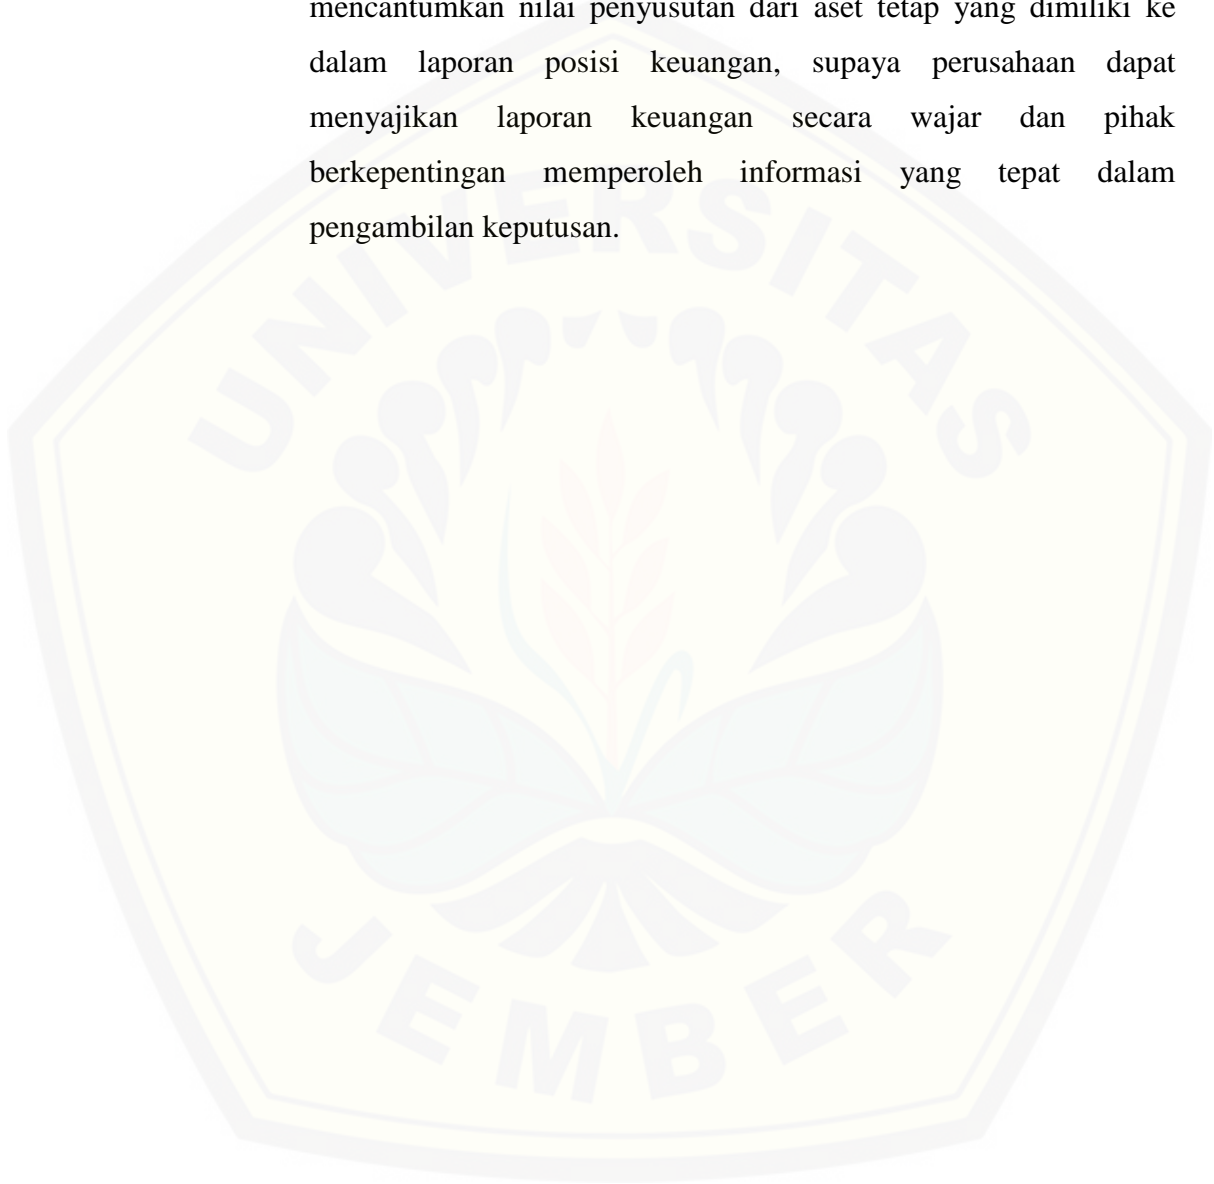 mencantumkan nilai penyusutan dari aset tetap yang dimiliki ke
dalam laporan posisi keuangan, supaya perusahaan dapat
menyajikan laporan keuangan secara wajar dan pihak
berkepentingan memperoleh informasi yang tepat dalam
pengambilan keputusan.
UNIVERSITAS
JEMBER